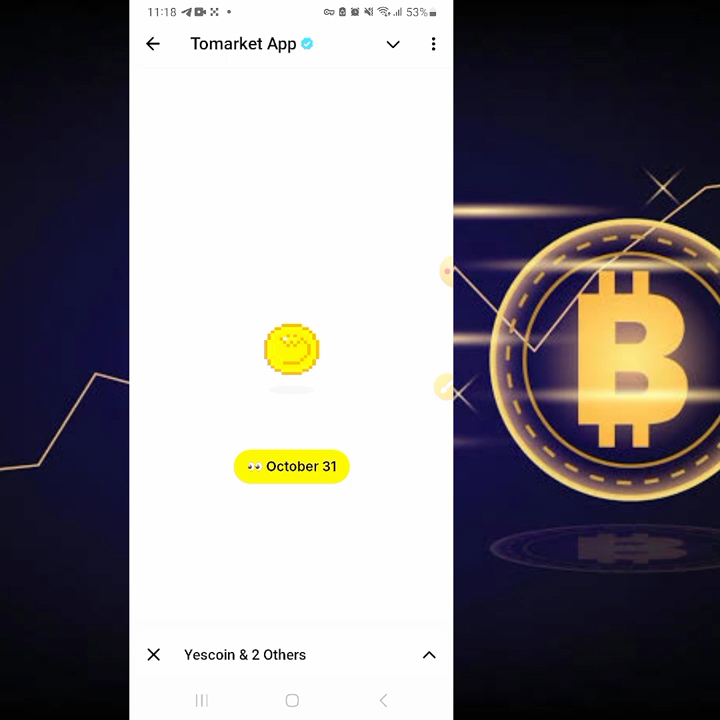 11:18
53%
Tomarket App
👀 October 31
Yescoin & 2 Others